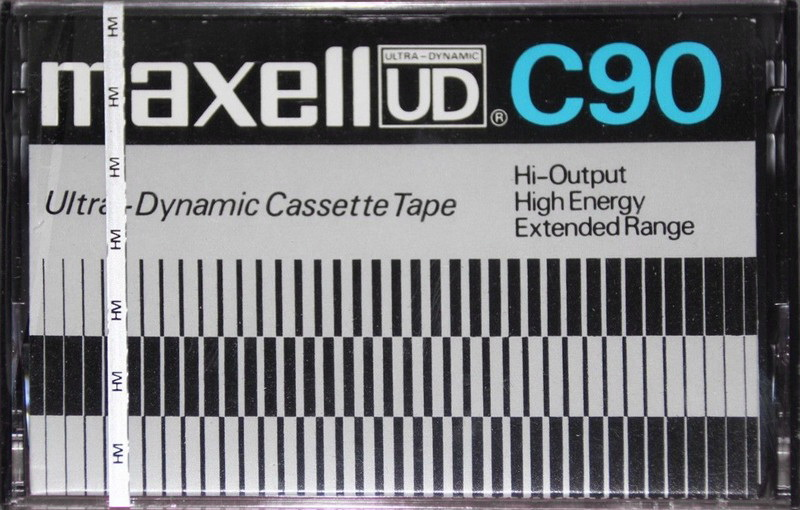 maxell ULTRA-DYNAMIC UD® C90
Ultra-Dynamic Cassette Tape
Hi-Output
High Energy
Extended Range
HM
HM
HM
HM
HM
HM
HM